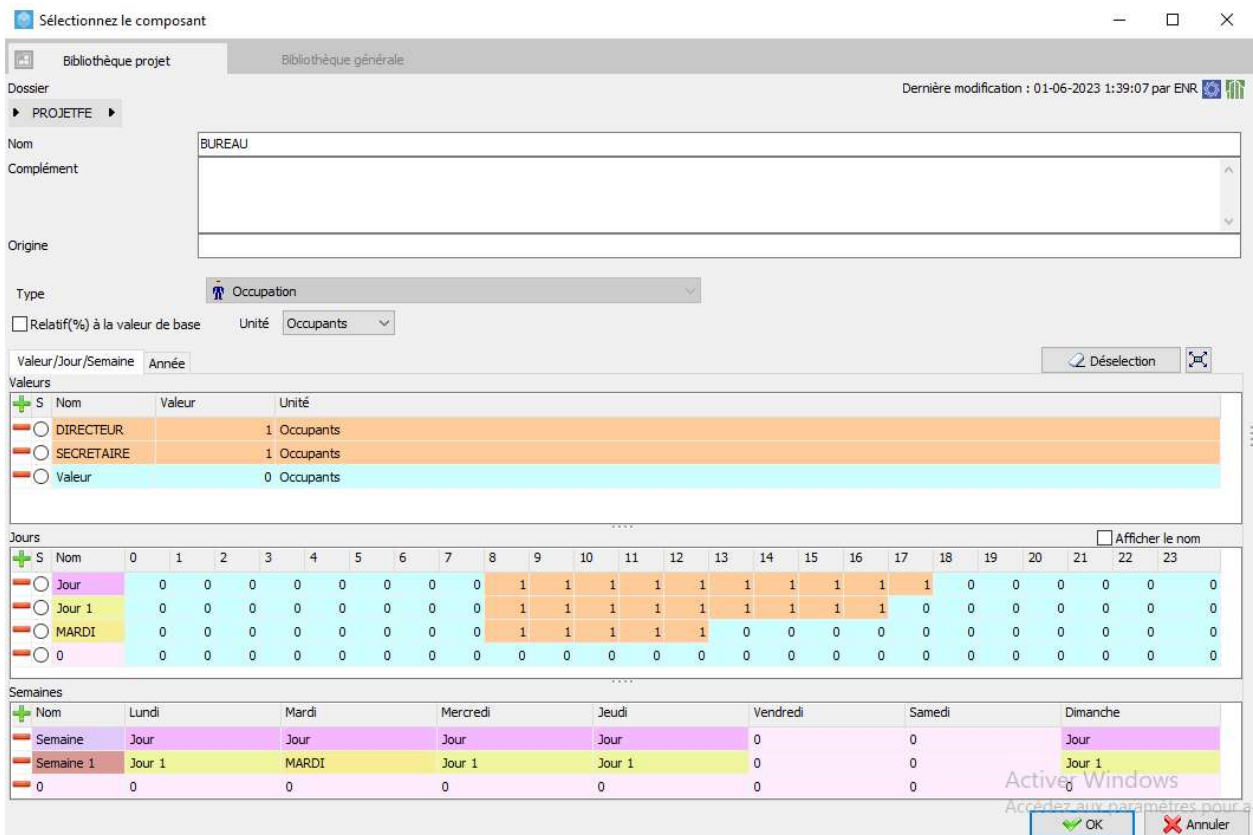 Sélectionnez le composant
Bibliothèque projet Bibliothèque générale
Dossier Dernière modification : 01-06-2023 1:39:07 par ENR
PROJETFE
Nom BUREAU
Complément
Origine
Type Occupation
Relatif(%) à la valeur de base Unité Occupants
Valeur/Jour/Semaine Année Déselection
Valeurs
S Nom Valeur Unité
DIRECTEUR 1 Occupants
SECRETAIRE 1 Occupants
Valeur 0 Occupants
Jours Afficher le nom
S Nom 0 1 2 3 4 5 6 7 8 9 10 11 12 13 14 15 16 17 18 19 20 21 22 23
Jour 0 0 0 0 0 0 0 0 1 1 1 1 1 1 1 1 1 1 0 0 0 0 0 0
Jour 1 0 0 0 0 0 0 0 0 1 1 1 1 1 1 1 1 1 0 0 0 0 0 0 0
MARDI 0 0 0 0 0 0 0 0 1 1 1 1 1 0 0 0 0 0 0 0 0 0 0 0
0 0 0 0 0 0 0 0 0 0 0 0 0 0 0 0 0 0 0 0 0 0 0 0 0
Semaines
Nom Lundi Mardi Mercredi Jeudi Vendredi Samedi Dimanche
Semaine Jour Jour Jour Jour 0 0 Jour
Semaine 1 Jour 1 MARDI Jour 1 Jour 1 0 0 Jour 1
0 0 0 0 0 0 0 0
Activer Windows
Accédez aux paramètres pour a
OK Annuler